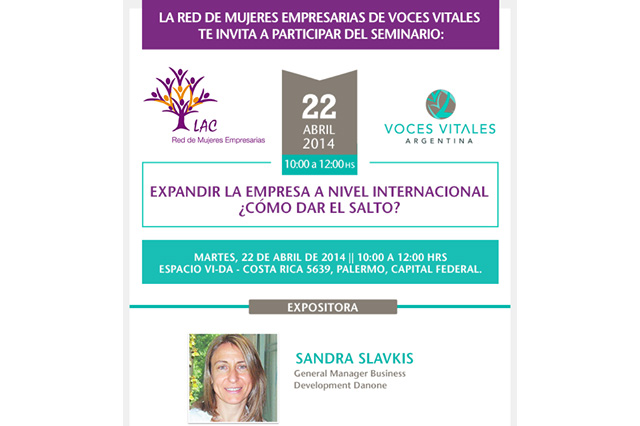 LA RED DE MUJERES EMPRESARIAS DE VOCES VITALES
TE INVITA A PARTICIPAR DEL SEMINARIO:
LAC
Red de Mujeres Empresarias
22
ABRIL
2014
10:00 a 12:00 HS
VOCES VITALES
ARGENTINA
EXPANDIR LA EMPRESA A NIVEL INTERNACIONAL
¿CÓMO DAR EL SALTO?
MARTES, 22 DE ABRIL DE 2014 || 10:00 A 12:00 HRS
ESPACIO VI-DA - COSTA RICA 5639, PALERMO, CAPITAL FEDERAL.
EXPOSITORA
SANDRA SLAVKIS
General Manager Business
Development Danone